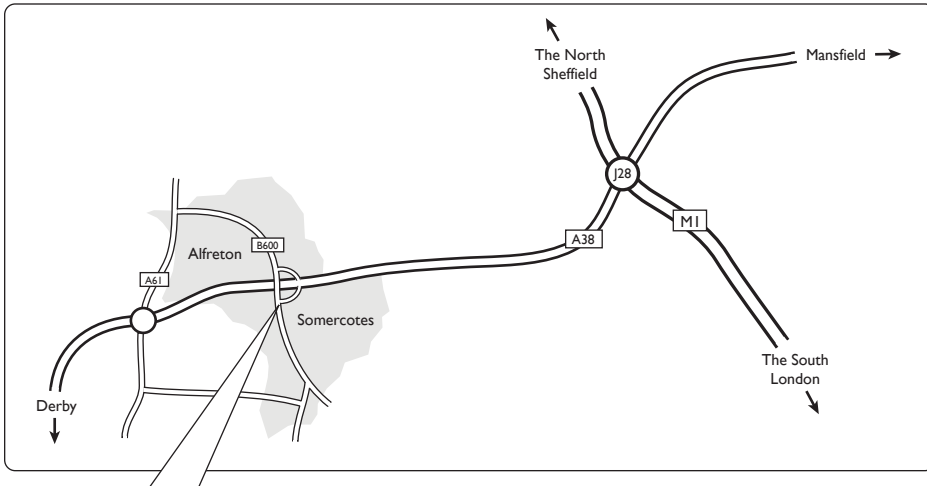 The North
Sheffield
Mansfield
J28
M1
A38
B600
Alfreton
A61
Somercotes
The South
London
Derby